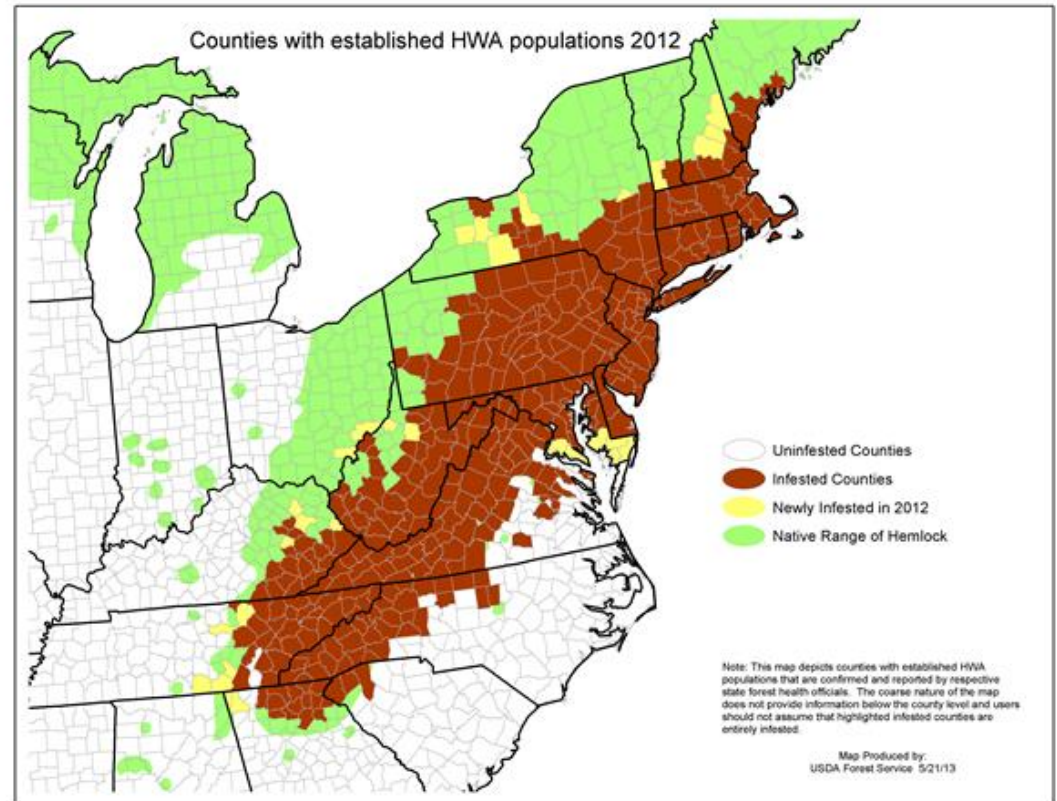 Counties with established HWA populations 2012
Uninfested Counties
Infested Counties
Newly Infested in 2012
Native Range of Hemlock
Note: This map depicts counties with established HWA
populations that are confirmed and reported by respective
state forest health officials. The coarse nature of the map
does not provide information below the county level and users
should not assume that highlighted infested counties are
entirely infested.
Map Produced by:
USDA Forest Service 5/21/13